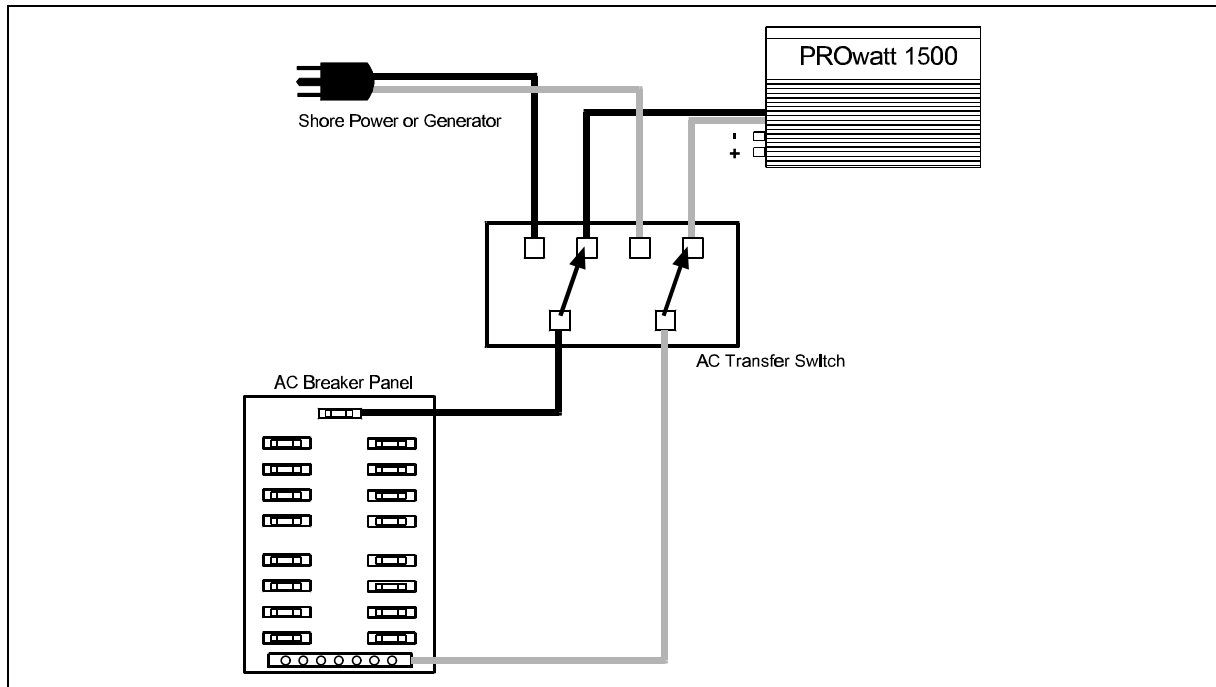 PROwatt 1500
Shore Power or Generator
-
+
AC Transfer Switch
AC Breaker Panel